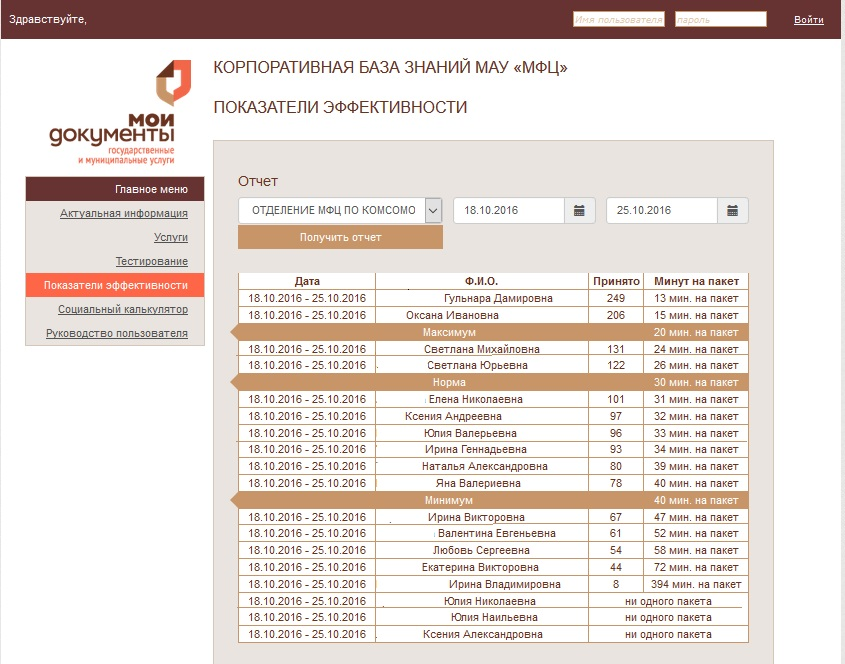 Здравствуйте,
Имя пользователя
пароль
Войти
мои
документы
государственные
и муниципальные услуги
КОРПОРАТИВНАЯ БАЗА ЗНАНИЙ МАУ «МФЦ»
ПОКАЗАТЕЛИ ЭФФЕКТИВНОСТИ
Главное меню
Актуальная информация
Услуги
Тестирование
Показатели эффективности
Социальный калькулятор
Руководство пользователя
Отчет
ОТДЕЛЕНИЕ МФЦ ПО КОМСОМО
18.10.2016
25.10.2016
Получить отчет
Дата Ф.И.О. Принято Минут на пакет
18.10.2016 - 25.10.2016 Гульнара Дамировна 249 13 мин. на пакет
18.10.2016 - 25.10.2016 Оксана Ивановна 206 15 мин. на пакет
Максимум 20 мин. на пакет
18.10.2016 - 25.10.2016 Светлана Михайловна 131 24 мин. на пакет
18.10.2016 - 25.10.2016 Светлана Юрьевна 122 26 мин. на пакет
Норма 30 мин. на пакет
18.10.2016 - 25.10.2016 Елена Николаевна 101 31 мин. на пакет
18.10.2016 - 25.10.2016 Ксения Андреевна 97 32 мин. на пакет
18.10.2016 - 25.10.2016 Юлия Валерьевна 96 33 мин. на пакет
18.10.2016 - 25.10.2016 Ирина Геннадьевна 93 34 мин. на пакет
18.10.2016 - 25.10.2016 Наталья Александровна 80 39 мин. на пакет
18.10.2016 - 25.10.2016 Яна Валериевна 78 40 мин. на пакет
Минимум 40 мин. на пакет
18.10.2016 - 25.10.2016 Ирина Викторовна 67 47 мин. на пакет
18.10.2016 - 25.10.2016 Валентина Евгеньевна 61 52 мин. на пакет
18.10.2016 - 25.10.2016 Любовь Сергеевна 54 58 мин. на пакет
18.10.2016 - 25.10.2016 Екатерина Викторовна 44 72 мин. на пакет
18.10.2016 - 25.10.2016 Ирина Владимировна 8 394 мин. на пакет
18.10.2016 - 25.10.2016 Юлия Николаевна ни одного пакета
18.10.2016 - 25.10.2016 Юлия Наильевна ни одного пакета
18.10.2016 - 25.10.2016 Ксения Александровна ни одного пакета